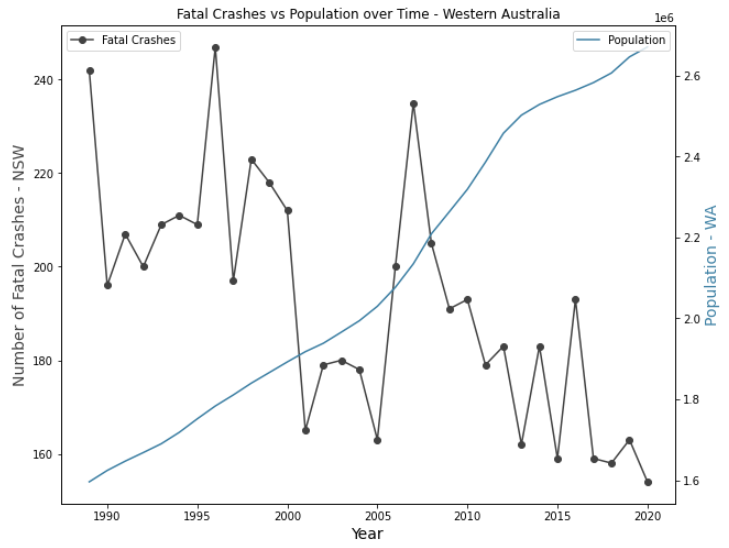 Fatal Crashes vs Population over Time - Western Australia
1e6
Fatal Crashes
Population
Number of Fatal Crashes - NSW
240
220
200
180
160
2.6
2.4
2.2
2.0
1.8
1.6
Population - WA
1990
1995
2000
2005
2010
2015
2020
Year